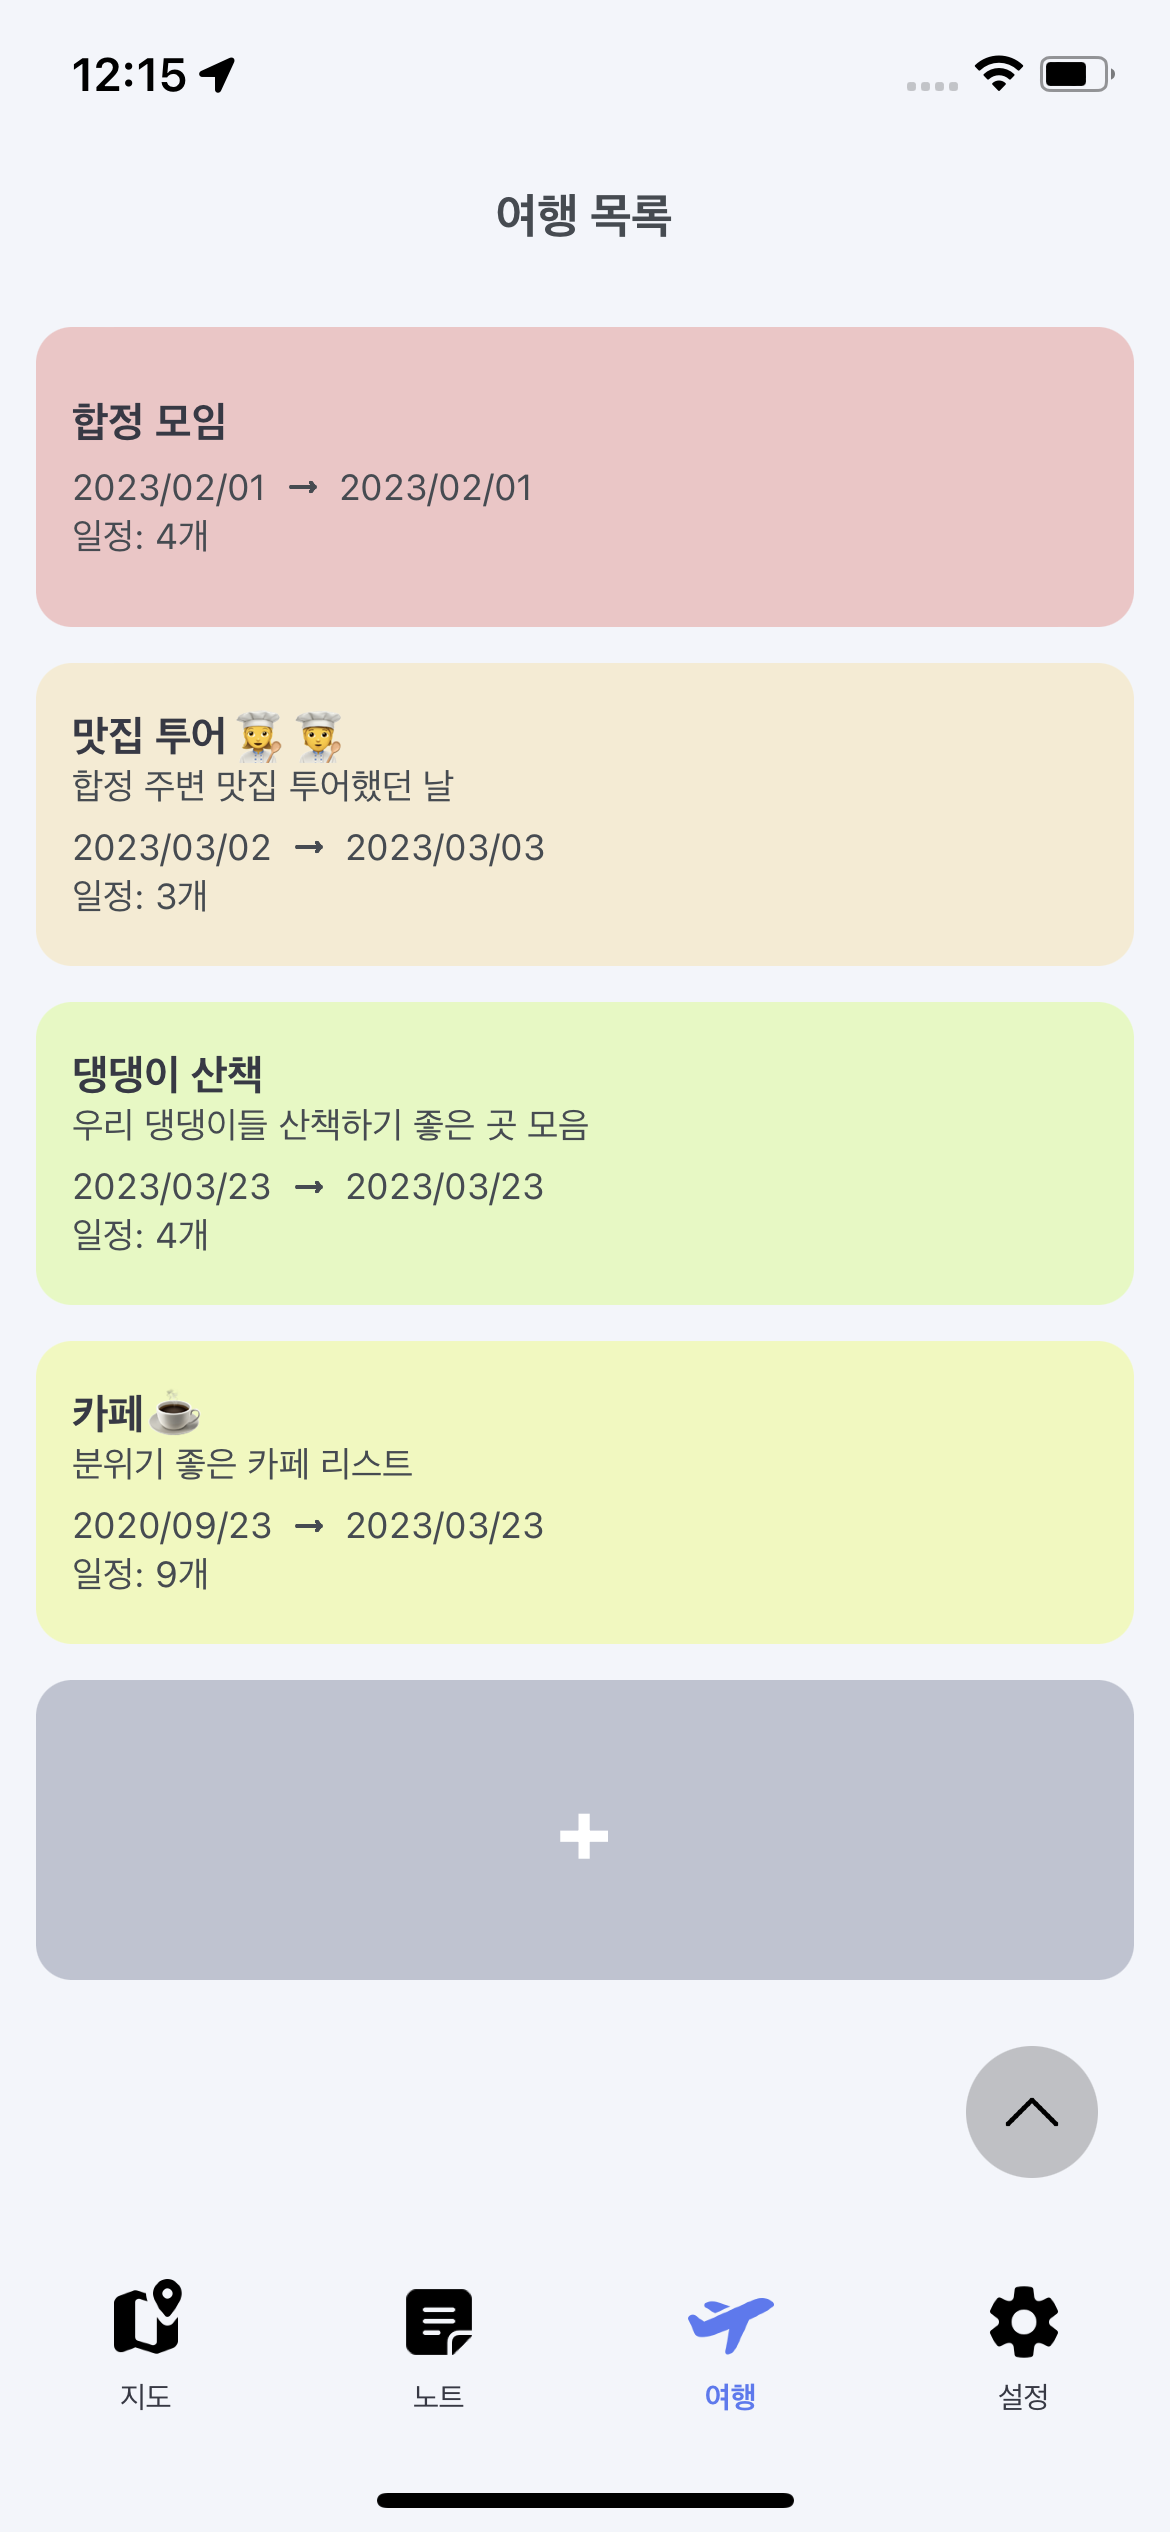 12:15
여행 목록
합정 모임
2023/02/01 → 2023/02/01
일정: 4개
맛집 투어👩‍🍳 🧑‍🍳
합정 주변 맛집 투어했던 날
2023/03/02 → 2023/03/03
일정: 3개
댕댕이 산책
우리 댕댕이들 산책하기 좋은 곳 모음
2023/03/23 → 2023/03/23
일정: 4개
카페☕
분위기 좋은 카페 리스트
2020/09/23 → 2023/03/23
일정: 9개
+
지도 노트 여행 설정